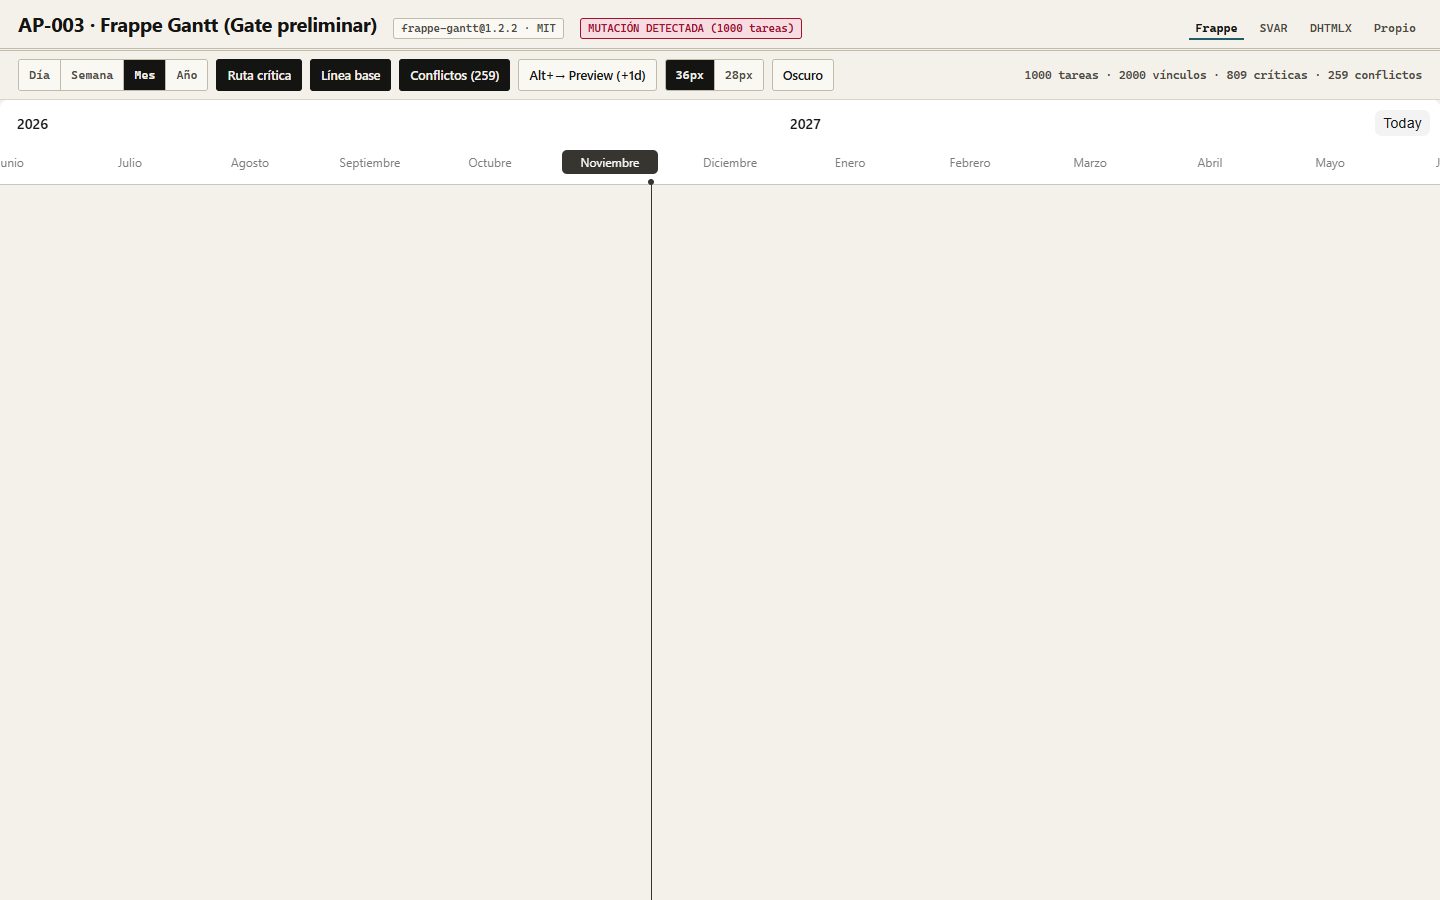 AP-003 · Frappe Gantt (Gate preliminar) frappe-gantt@1.2.2 · MIT MUTACIÓN DETECTADA (1000 tareas) Frappe SVAR DHTMLX Propio
Día Semana Mes Año Ruta crítica Línea base Conflictos (259) Alt+→ Preview (+1d) 36px 28px Oscuro 1000 tareas · 2000 vínculos · 809 críticas · 259 conflictos
2026 2027 Today
unio Julio Agosto Septiembre Octubre Noviembre Diciembre Enero Febrero Marzo Abril Mayo J